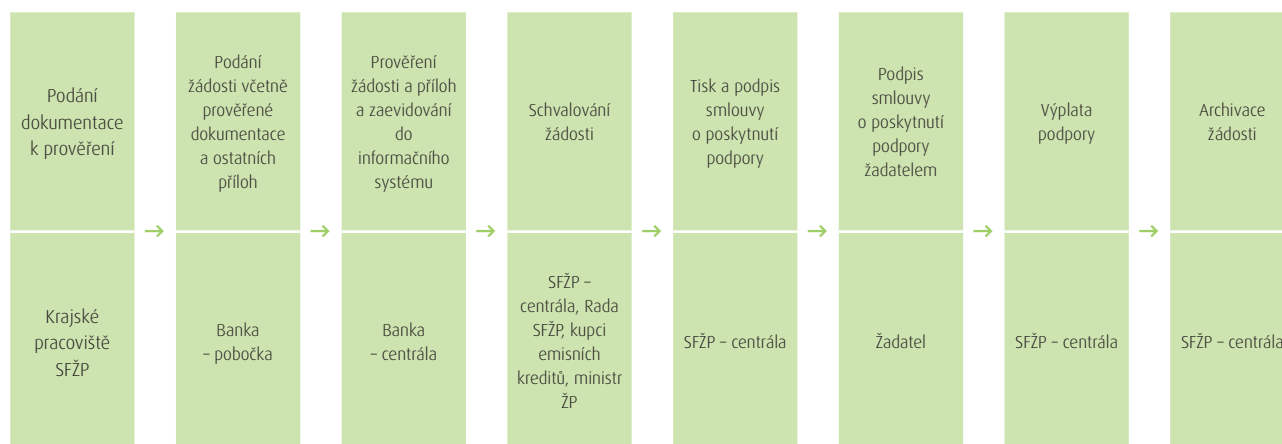 Podání
dokumentace
k prověření
Podání
žádosti včetně
prověřené
dokumentace
a ostatních
příloh
Prověření
žádosti a příloh
a zaevidování
do
informačního
systému
Schvalování
žádosti
Tisk a podpis
smlouvy
o poskytnutí
podpory
Podpis
smlouvy
o poskytnutí
podpory
žadatelem
Výplata
podpory
Archivace
žádosti
→ → → → → → →
Krajské
pracoviště
SFŽP
Banka
– pobočka
Banka
– centrála
SFŽP –
centrála, Rada
SFŽP, kupci
emisních
kreditů, ministr
ŽP
SFŽP – centrála
Žadatel
SFŽP – centrála
SFŽP – centrála